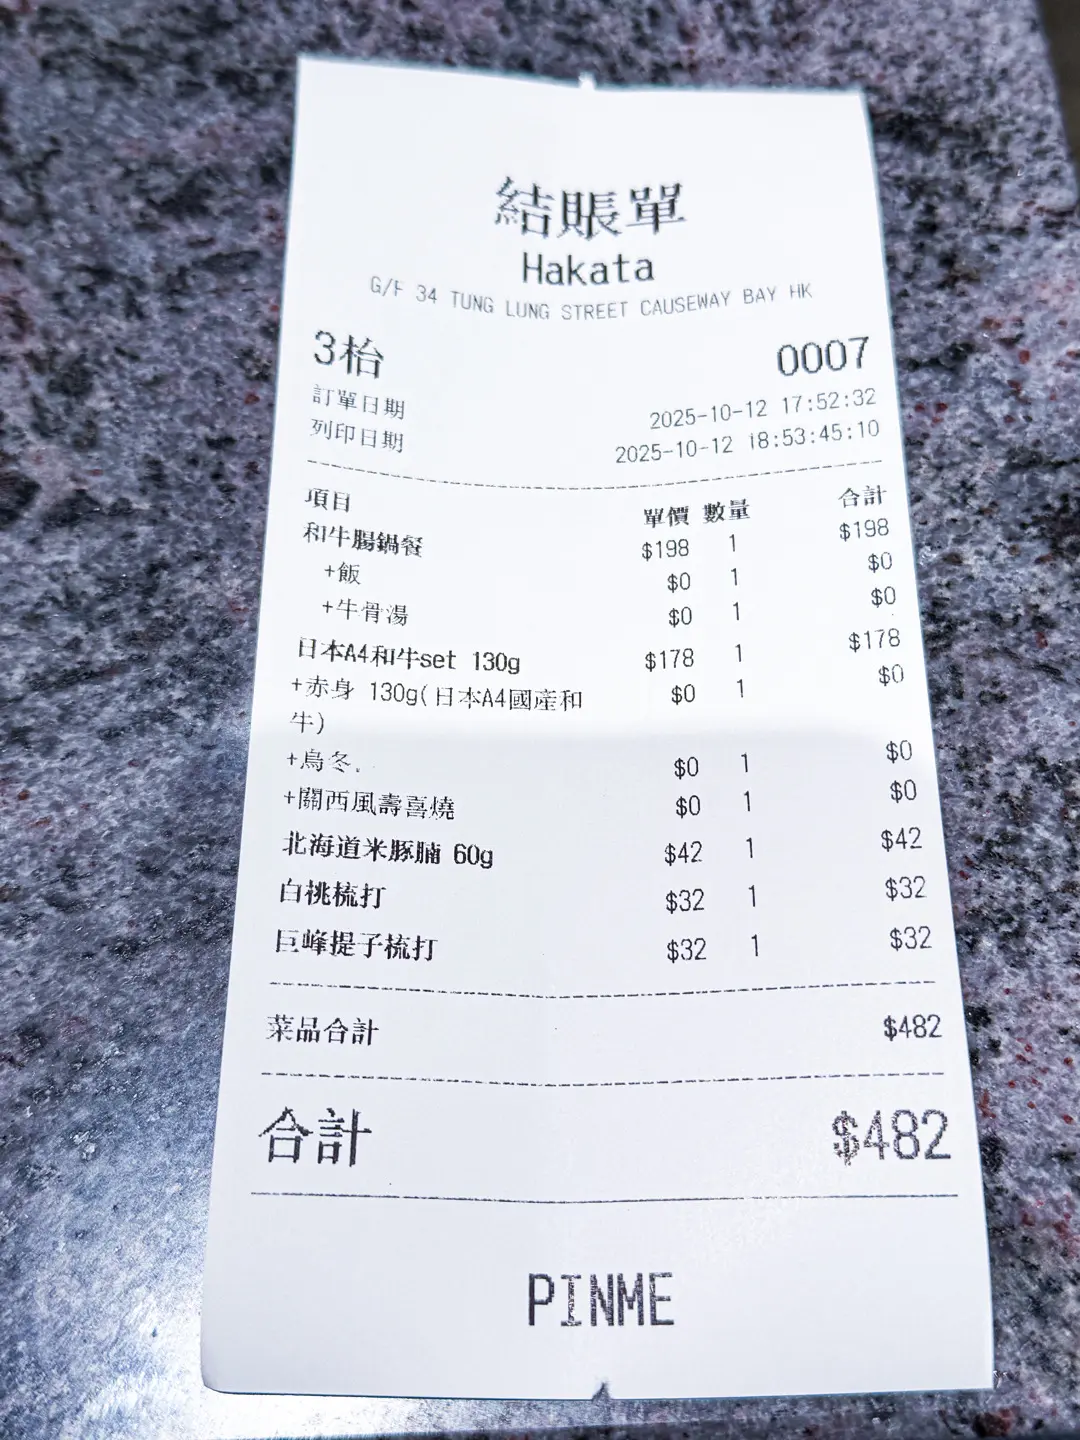 結賬單
Hakata
G/F 34 TUNG LUNG STREET CAUSEWAY BAY HK
3枱 0007
訂單日期 2025-10-12 17:52:32
列印日期 2025-10-12 18:53:45:10
項目 單價 數量 合計
和牛腸鍋餐 $198 1 $198
+飯 $0 1 $0
+牛骨湯 $0 1 $0
日本A4和牛set 130g $178 1 $178
+赤身 130g(日本A4國產和 $0 1 $0
牛)
+烏冬. $0 1 $0
+關西風壽喜燒 $0 1 $0
北海道米豚腩 60g $42 1 $42
白桃梳打 $32 1 $32
巨峰提子梳打 $32 1 $32
菜品合計 $482
合計 $482
PINME